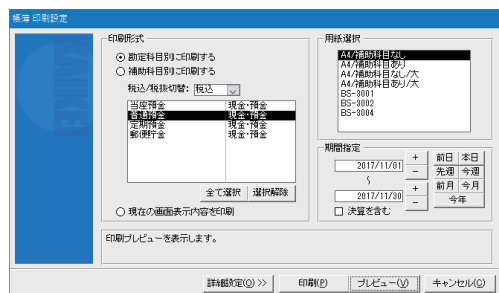 帳簿 印刷設定
印刷形式
勘定科目別に印刷する
補助科目別に印刷する
税込/税抜切替: 税込
当座預金 現金・預金
普通預金 現金・預金
定期預金 現金・預金
郵便貯金 現金・預金
全て選択 選択解除
現在の画面表示内容を印刷
用紙選択
A4/補助科目なし
A4/補助科目あり
A4/補助科目なし/大
A4/補助科目あり/大
BS-3001
BS-3002
BS-3004
期間指定
2017/11/01 + −
前日 本日
先週 今週
前月 今月
今年
~
2017/11/30 + −
決算を含む
印刷プレビューを表示します。
詳細設定(O) >> 印刷(P) プレビュー(V) キャンセル(C)